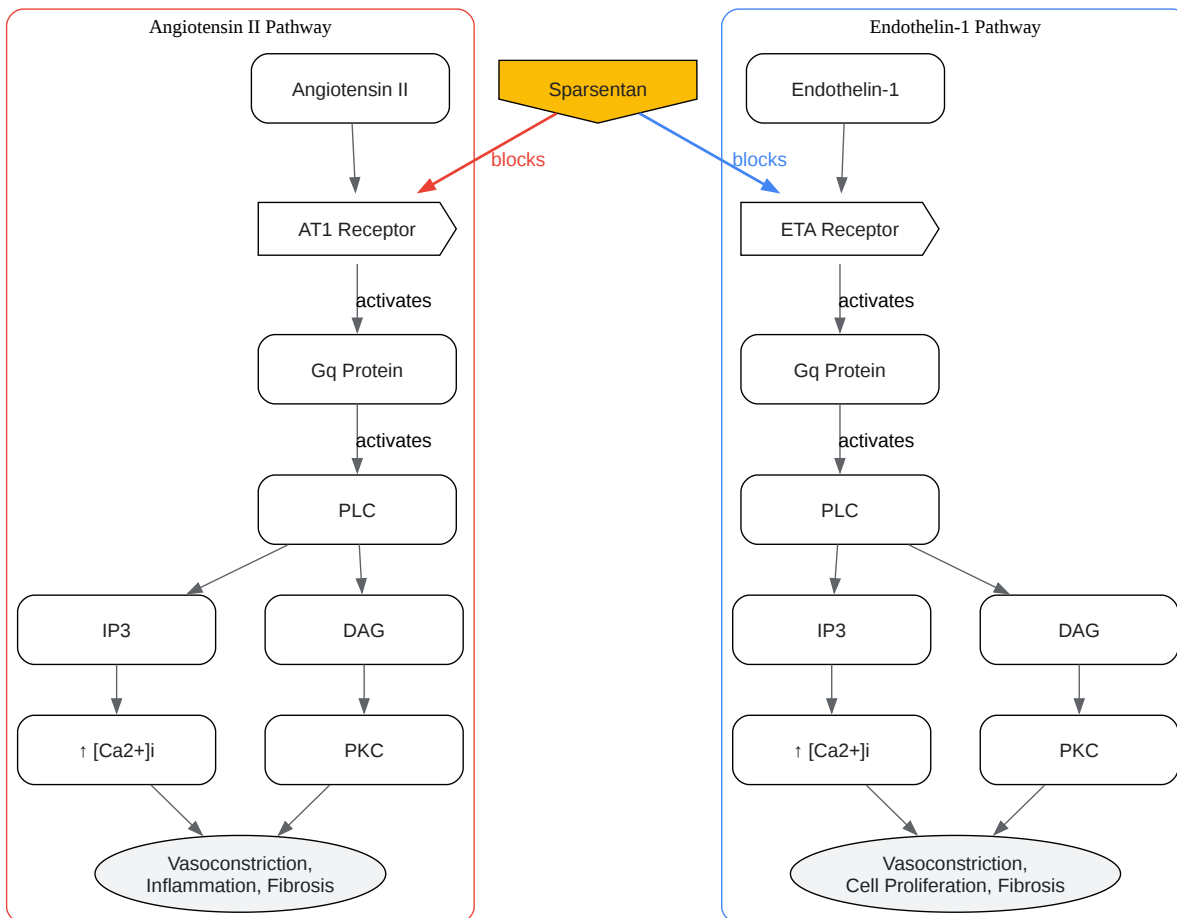 Angiotensin II Pathway
Endothelin-1 Pathway
Angiotensin II
Sparsentan
Endothelin-1
blocks
blocks
AT1 Receptor
ETA Receptor
activates
activates
Gq Protein
Gq Protein
activates
activates
PLC
PLC
IP3
DAG
IP3
DAG
↑ [Ca2+]i
PKC
↑ [Ca2+]i
PKC
Vasoconstriction,
Inflammation, Fibrosis
Vasoconstriction,
Cell Proliferation, Fibrosis